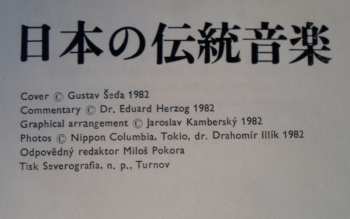 日本の伝統音楽
Cover © Gustav Šeďa 1982
Commentary © Dr. Eduard Herzog 1982
Graphical arrangement © Jaroslav Kamberský 1982
Photos © Nippon Columbia, Tokio, dr. Drahomír Illík 1982
Odpovědný redaktor Miloš Pokora
Tisk Severografia, n. p., Turnov